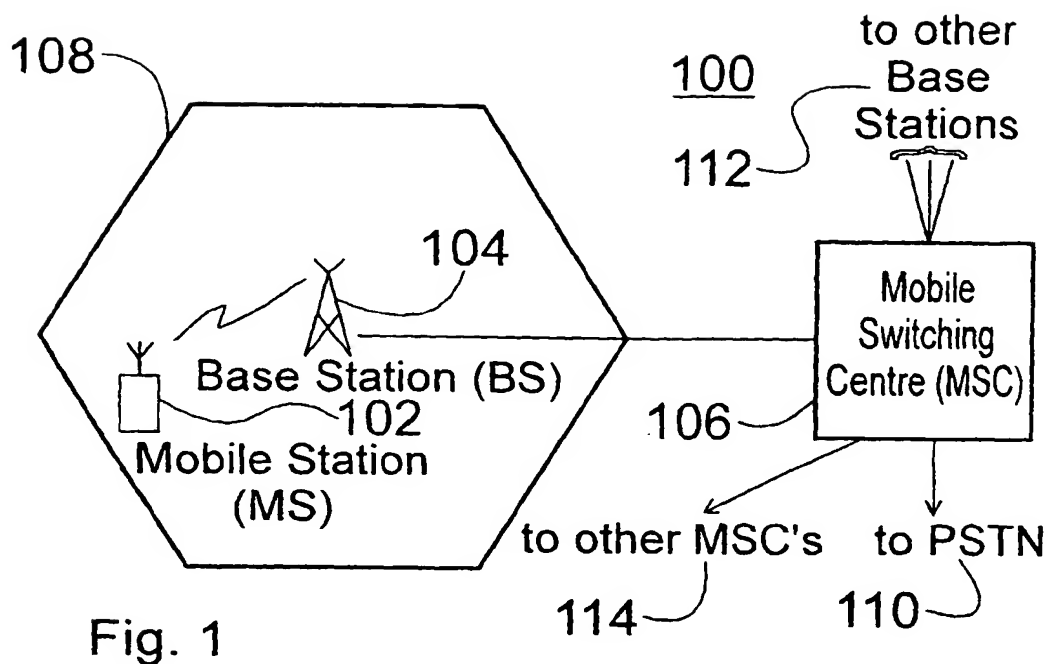 108
100
to other
Base
Stations
112
104
Base Station (BS)
102
Mobile Station
(MS)
Mobile
Switching
Centre (MSC)
106
to other MSC's
to PSTN
114
110
Fig. 1